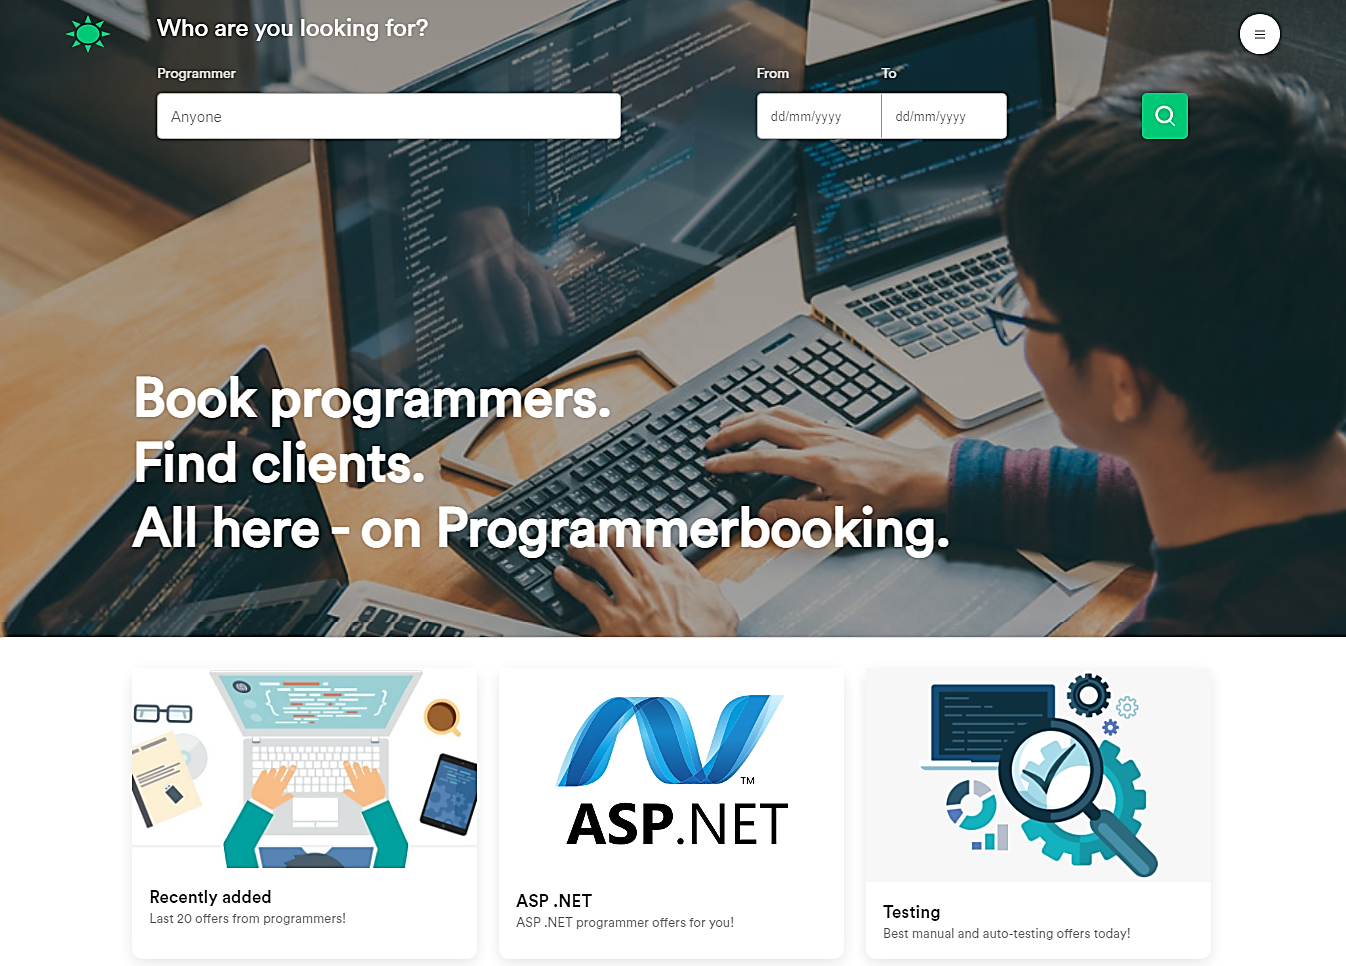 Who are you looking for?
Programmer
From
To
Anyone
dd/mm/yyyy
dd/mm/yyyy
Book programmers.
Find clients.
All here - on Programmerbooking.
TM
ASP.NET
Recently added
Last 20 offers from programmers!
ASP .NET
ASP .NET programmer offers for you!
Testing
Best manual and auto-testing offers today!